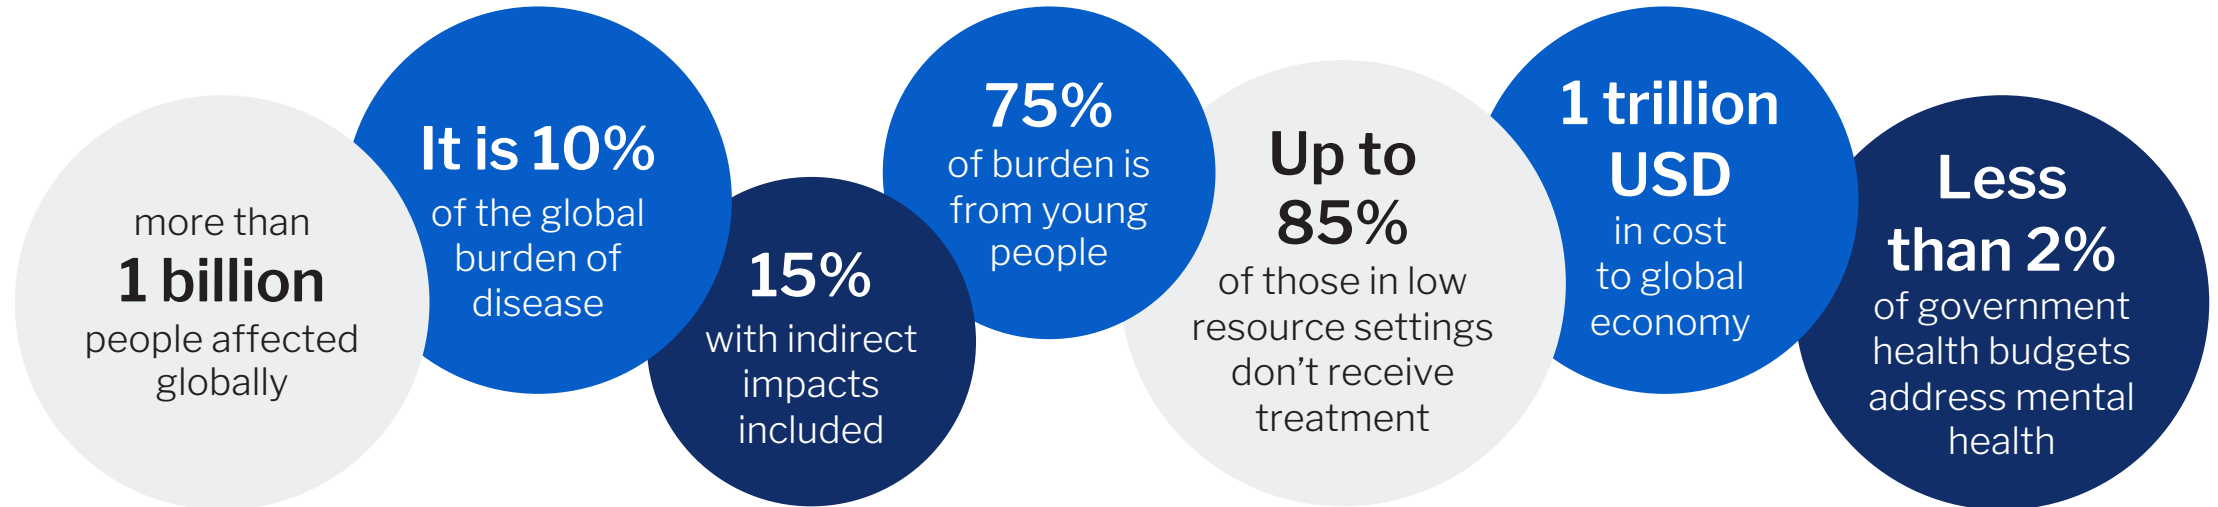 more than
1 billion
people affected
globally
It is 10%
of the global
burden of
disease
15%
with indirect
impacts
included
75%
of burden is
from young
people
Up to
85%
of those in low
resource settings
don’t receive
treatment
1 trillion
USD
in cost
to global
economy
Less
than 2%
of government
health budgets
address mental
health